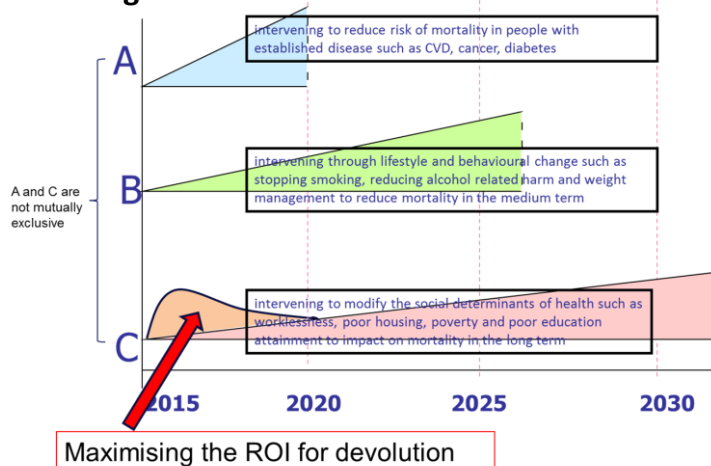 A
intervening to reduce risk of mortality in people with
established disease such as CVD, cancer, diabetes
B
intervening through lifestyle and behavioural change such as
stopping smoking, reducing alcohol related harm and weight
management to reduce mortality in the medium term
A and C are
not mutually
exclusive
C
intervening to modify the social determinants of health such as
worklessness, poor housing, poverty and poor education
attainment to impact on mortality in the long term
2015 2020 2025 2030
Maximising the ROI for devolution